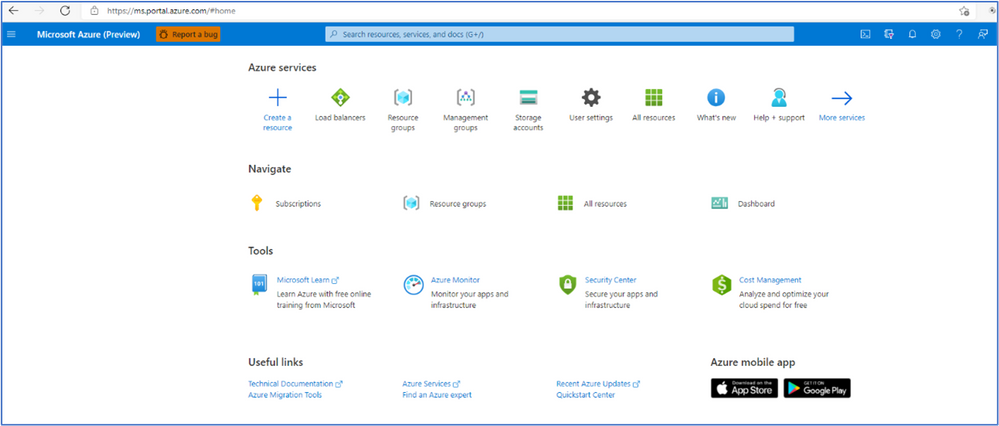 https://ms.portal.azure.com/#home
Microsoft Azure (Preview)
Report a bug
Search resources, services, and docs (G+/)
Azure services
Create a resource
Load balancers
Resource groups
Management groups
Storage accounts
User settings
All resources
What's new
Help + support
More services
Navigate
Subscriptions
Resource groups
All resources
Dashboard
Tools
101
Microsoft Learn
Learn Azure with free online
training from Microsoft
Azure Monitor
Monitor your apps and
infrastructure
Security Center
Secure your apps and
infrastructure
Cost Management
Analyze and optimize your
cloud spend for free
Useful links
Technical Documentation
Azure Migration Tools
Azure Services
Find an Azure expert
Recent Azure Updates
Quickstart Center
Azure mobile app
Download on the
App Store
GET IT ON
Google Play